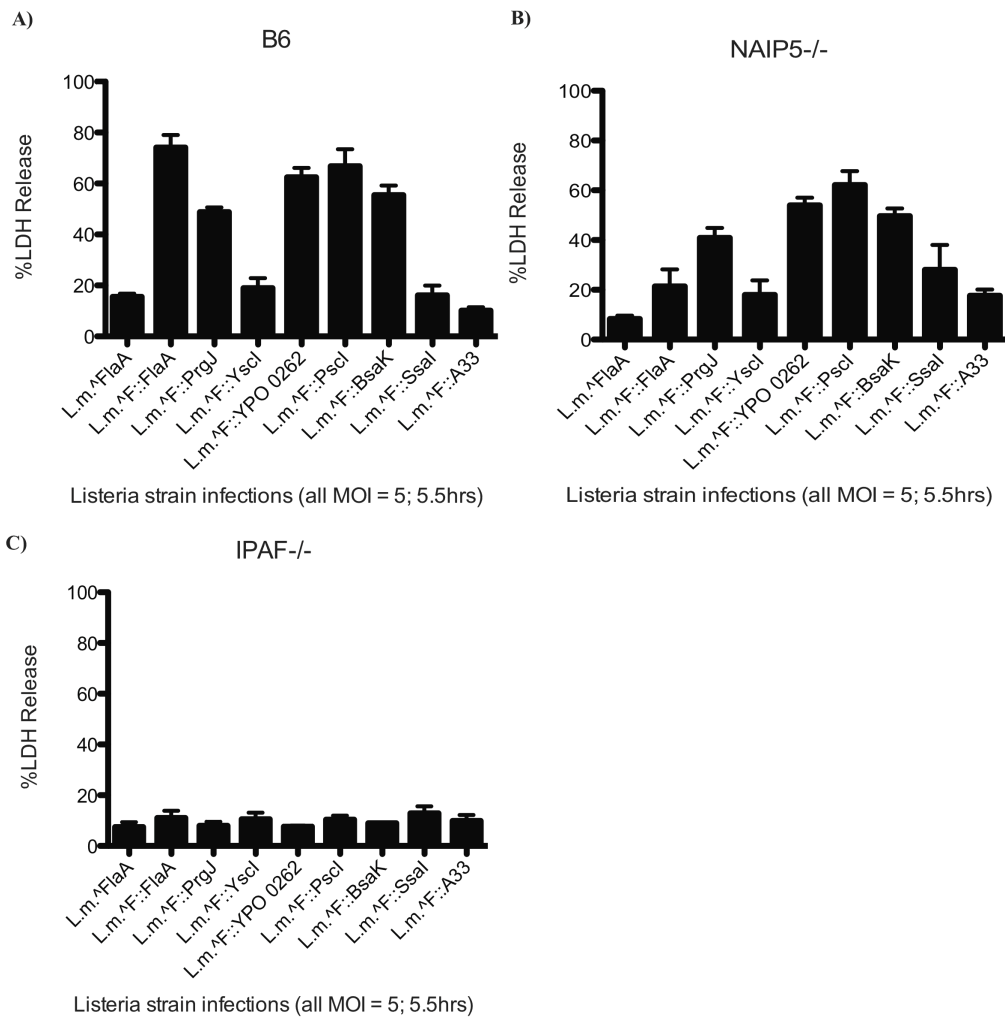 A)
B6
%LDH Release
100
80
60
40
20
0
L.m.^FlaA
L.m.^F::FlaA
L.m.^F::PrgJ
L.m.^F::YscI
L.m.^F::YPO 0262
L.m.^F::PscI
L.m.^F::BsaK
L.m.^F::SsaI
L.m.^F::A33
Listeria strain infections (all MOI = 5; 5.5hrs)
B)
NAIP5-/-
%LDH Release
100
80
60
40
20
0
L.m.^FlaA
L.m.^F::FlaA
L.m.^F::PrgJ
L.m.^F::YscI
L.m.^F::YPO 0262
L.m.^F::PscI
L.m.^F::BsaK
L.m.^F::SsaI
L.m.^F::A33
Listeria strain infections (all MOI = 5; 5.5hrs)
C)
IPAF-/-
%LDH Release
100
80
60
40
20
0
L.m.^FlaA
L.m.^F::FlaA
L.m.^F::PrgJ
L.m.^F::YscI
L.m.^F::YPO 0262
L.m.^F::PscI
L.m.^F::BsaK
L.m.^F::SsaI
L.m.^F::A33
Listeria strain infections (all MOI = 5; 5.5hrs)